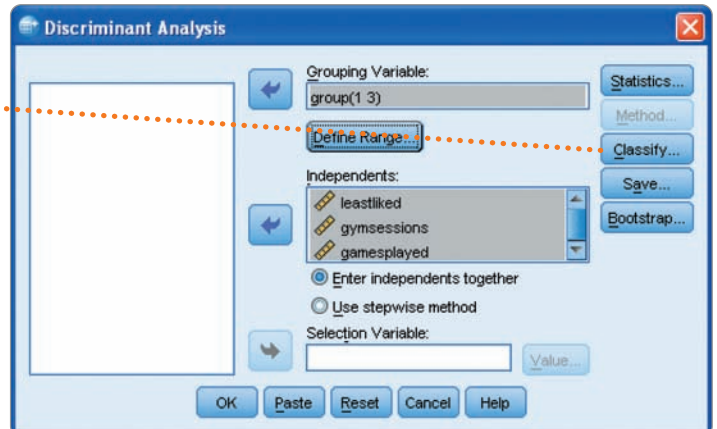 Discriminant Analysis
Grouping Variable:
group(1 3)
Define Range...
Independents:
leastliked
gymsessions
gamesplayed
Enter independents together
Use stepwise method
Selection Variable:
Value...
Statistics...
Method...
Classify...
Save...
Bootstrap...
OK
Paste
Reset
Cancel
Help